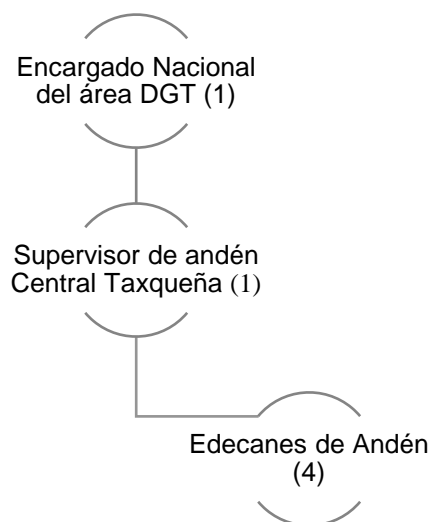 Encargado Nacional
del área DGT (1)
Supervisor de andén
Central Taxqueña (1)
Edecanes de Andén
(4)